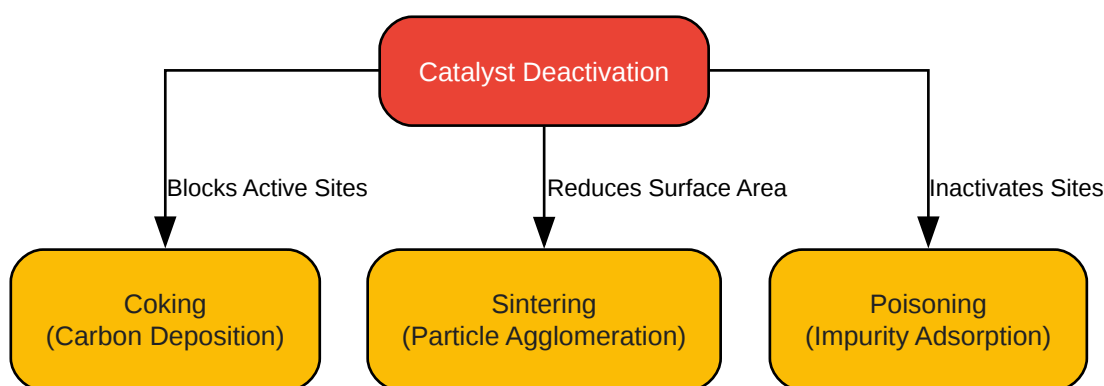 Catalyst Deactivation
Blocks Active Sites
Reduces Surface Area
Inactivates Sites
Coking
(Carbon Deposition)
Sintering
(Particle Agglomeration)
Poisoning
(Impurity Adsorption)